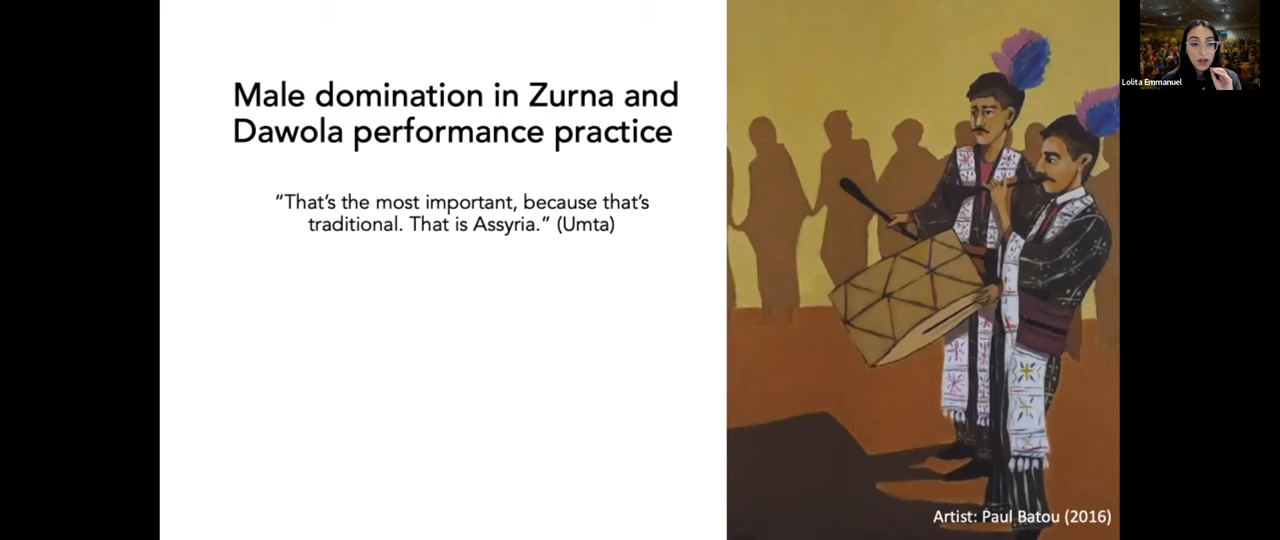 Male domination in Zurna and
Dawola performance practice
“That’s the most important, because that’s
traditional. That is Assyria.” (Umta)
Artist: Paul Batou (2016)
Lolita Emmanuel